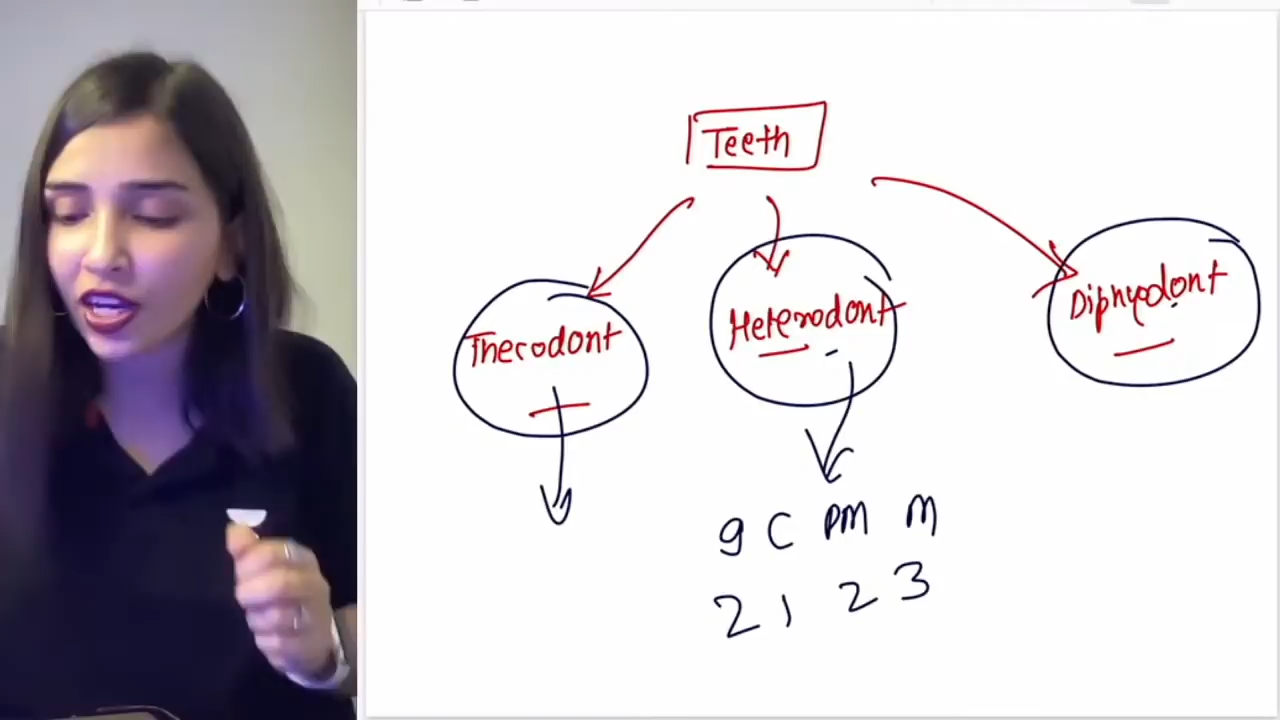 Teeth
Thecodont
Heterodont
Diphyodont
I C PM M
2 1 2 3